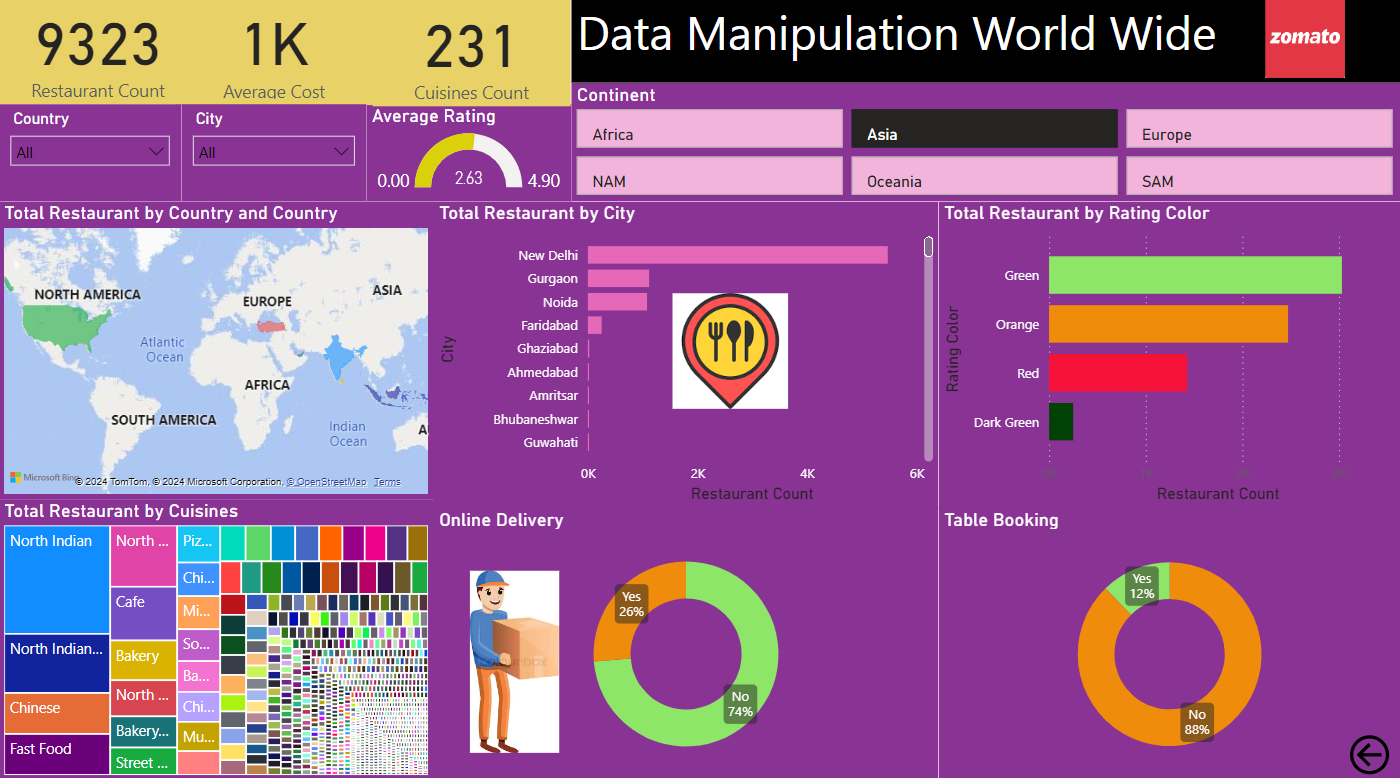 9323
Restaurant Count
1K
Average Cost
231
Cuisines Count
Data Manipulation World Wide
zomato
Country
All
City
All
Average Rating
0.00
2.63
4.90
Continent
Africa
Asia
Europe
NAM
Oceania
SAM
Total Restaurant by Country and Country
NORTH AMERICA
EUROPE
ASIA
Atlantic
Ocean
AFRICA
SOUTH AMERICA
Indian
Ocean
A
Microsoft Bing
© 2024 TomTom, © 2024 Microsoft Corporation, © OpenStreetMap Terms
Total Restaurant by City
City
New Delhi
Gurgaon
Noida
Faridabad
Ghaziabad
Ahmedabad
Amritsar
Bhubaneshwar
Guwahati
0K 2K 4K 6K
Restaurant Count
Total Restaurant by Rating Color
Rating Color
Green
Orange
Red
Dark Green
Restaurant Count
Total Restaurant by Cuisines
North Indian
North Indian...
Chinese
Fast Food
North ...
Cafe
Bakery
North ...
Bakery...
Street ...
Piz...
Chi...
Mi...
So...
Ba...
Chi...
Mu...
Online Delivery
Yes
26%
No
74%
Table Booking
Yes
12%
No
88%